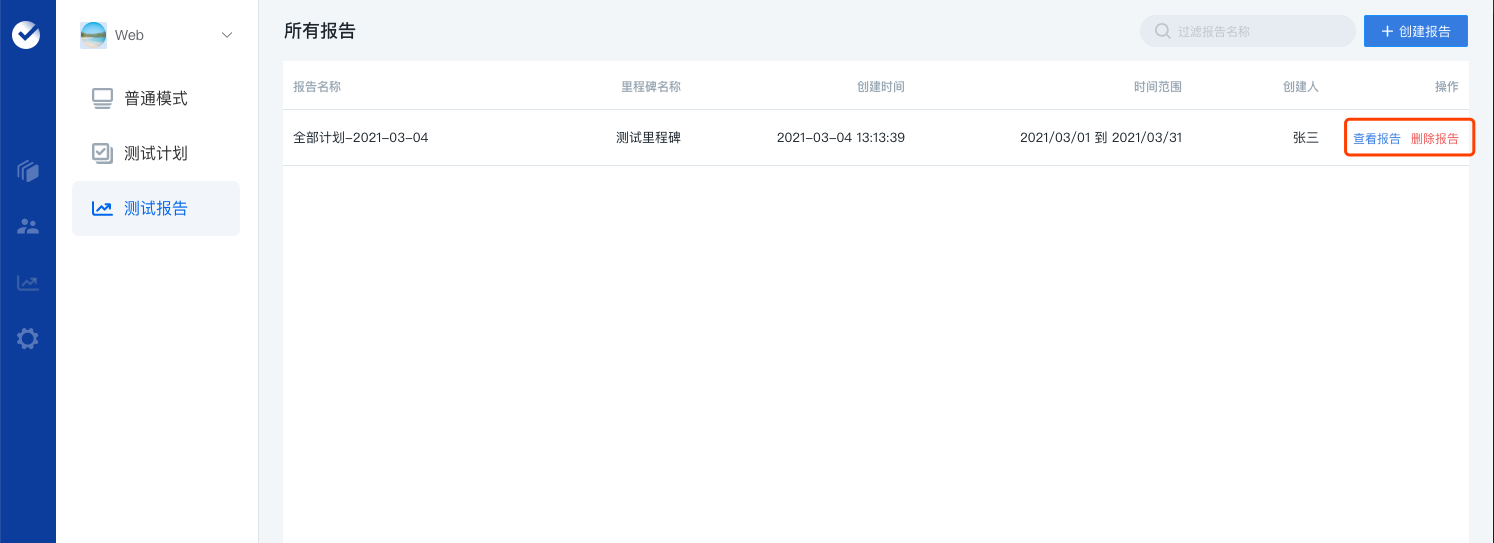 Web
普通模式
测试计划
测试报告
所有报告
过滤报告名称
创建报告
报告名称 里程碑名称 创建时间 时间范围 创建人 操作
全部计划-2021-03-04 测试里程碑 2021-03-04 13:13:39 2021/03/01 到 2021/03/31 张三 查看报告 删除报告